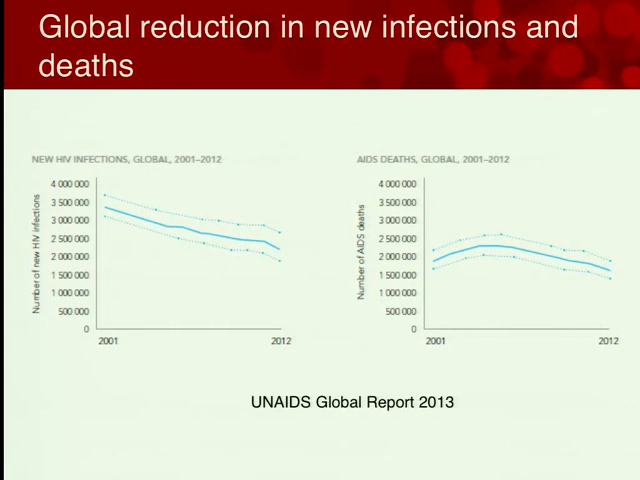 Global reduction in new infections and
deaths
NEW HIV INFECTIONS, GLOBAL, 2001–2012
Number of new HIV infections
4 000 000
3 500 000
3 000 000
2 500 000
2 000 000
1 500 000
1 000 000
500 000
0
2001
2012
AIDS DEATHS, GLOBAL, 2001–2012
Number of AIDS deaths
4 000 000
3 500 000
3 000 000
2 500 000
2 000 000
1 500 000
1 000 000
500 000
0
2001
2012
UNAIDS Global Report 2013